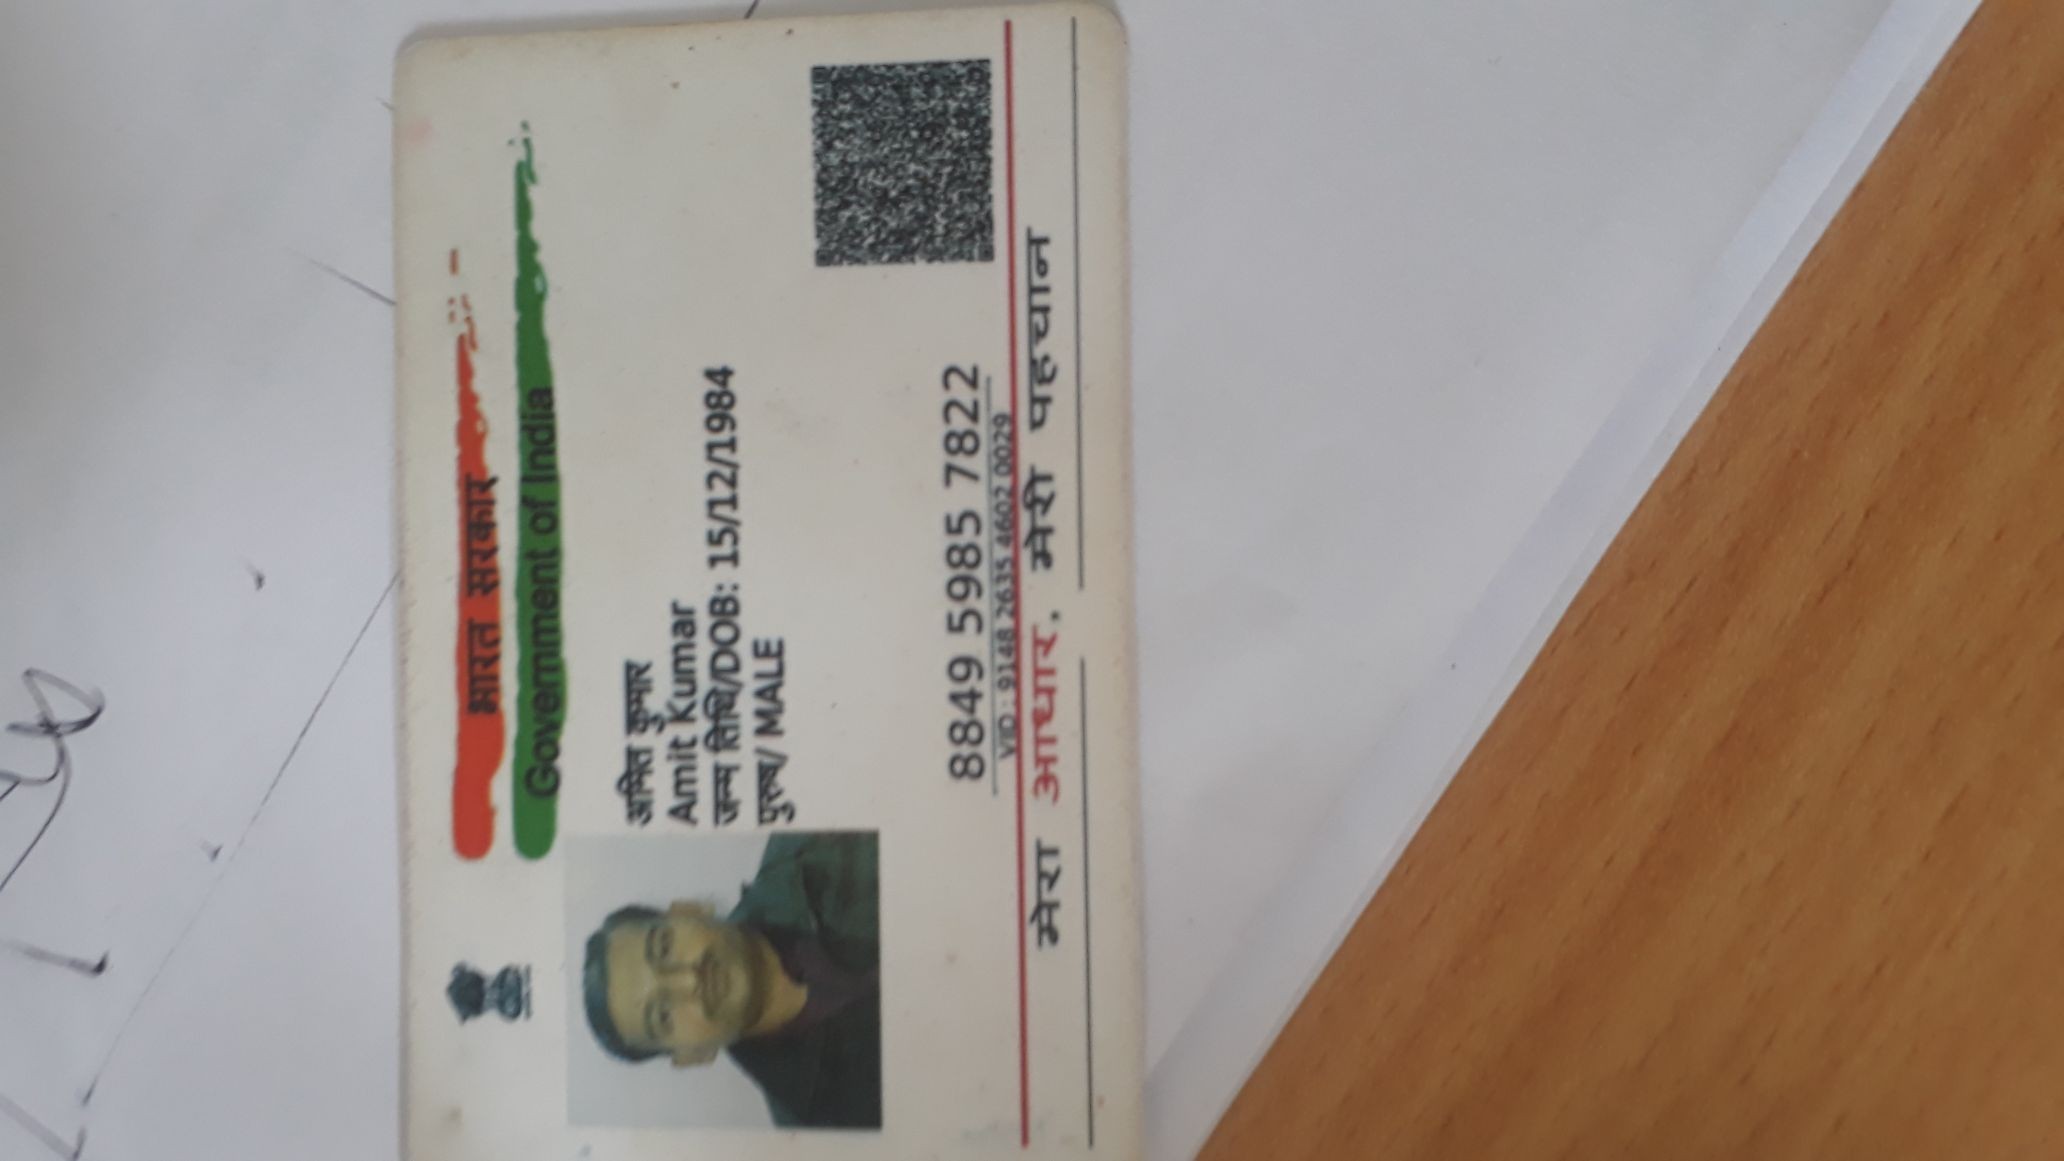 भारत सरकार
Government of India
अमित कुमार
Amit Kumar
जन्म तिथि/DOB: 15/12/1984
पुरुष/ MALE
8849 5985 7822
VID: 9148 2635 4602 0029
मेरा आधार, मेरी पहचान